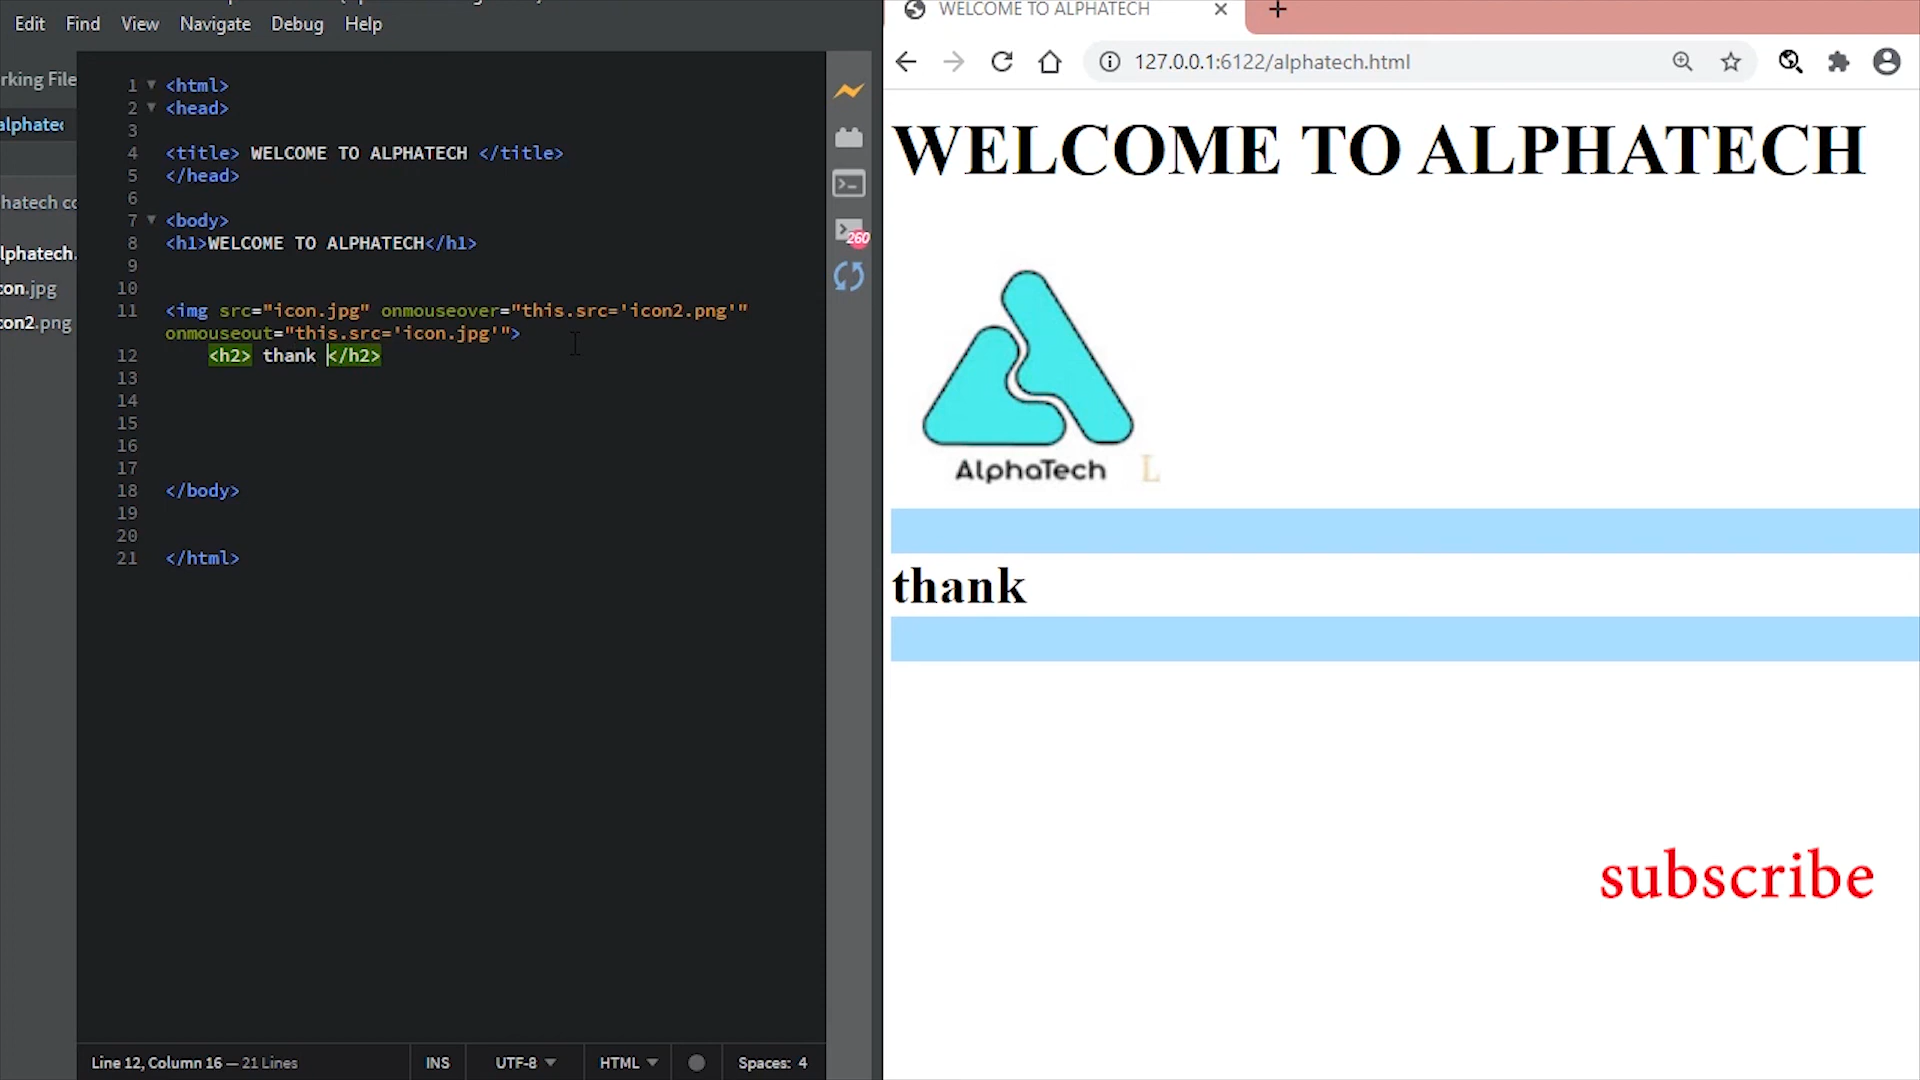 Edit Find View Navigate Debug Help
rking File
alphate
hatech co
lphatech.
con.jpg
con2.png
1 <html>
2 <head>
3
4 <title> WELCOME TO ALPHATECH </title>
5 </head>
6
7 <body>
8 <h1>WELCOME TO ALPHATECH</h1>
9
10
11 <img src="icon.jpg" onmouseover="this.src='icon2.png'"
onmouseout="this.src='icon.jpg'">
12 <h2> thank </h2>
13
14
15
16
17
18 </body>
19
20
21 </html>
260
Line 12, Column 16 — 21 Lines
INS UTF-8 HTML Spaces: 4
WELCOME TO ALPHATECH
127.0.0.1:6122/alphatech.html
WELCOME TO ALPHATECH
AlphaTech L
thank
subscribe